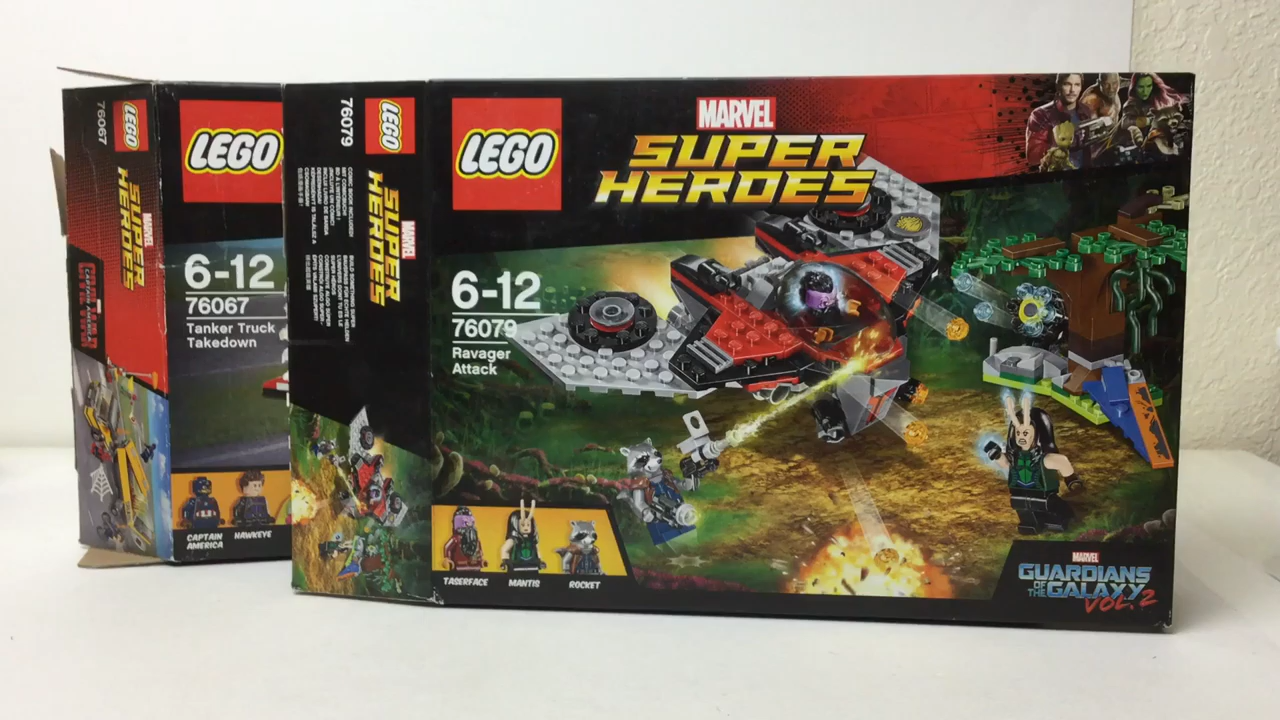 76067
LEGO
MARVEL
SUPER
HEROES
CAPTAIN AMERICA
LEGO
6-12
76067
Tanker Truck
Takedown
CAPTAIN
AMERICA
HAWKEYE
76079
LEGO
MARVEL
SUPER
HEROES
LEGO
MARVEL
SUPER
HEROES
6-12
76079
Ravager
Attack
TASERFACE
MANTIS
ROCKET
MARVEL
GUARDIANS
OF THE GALAXY
VOL. 2